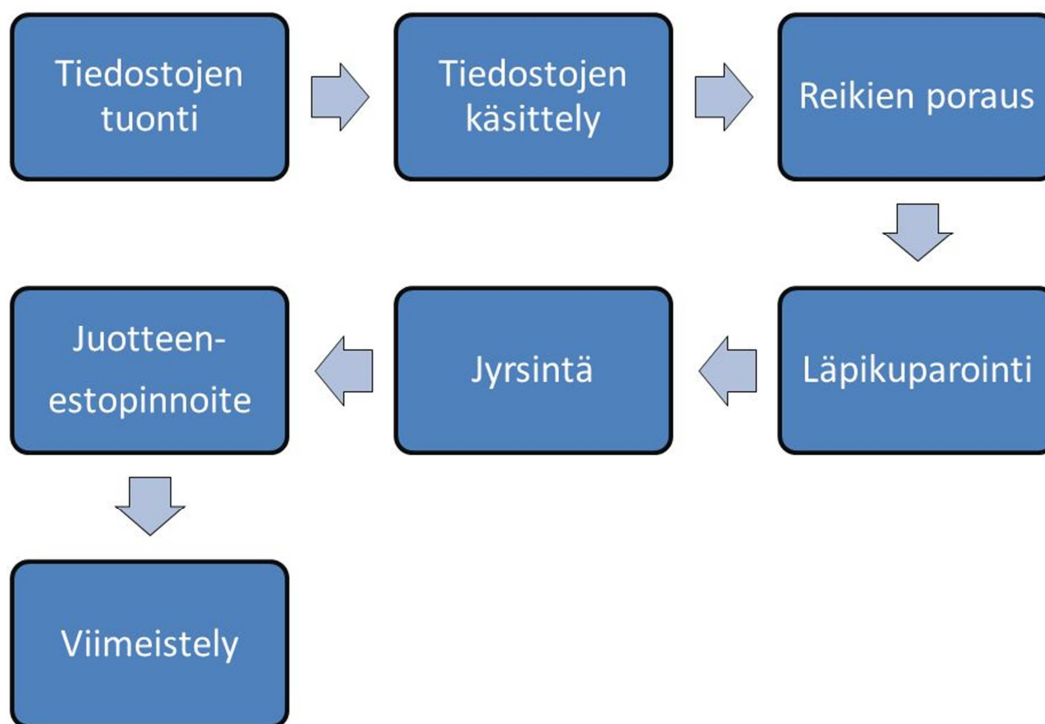 Tiedostojen
tuonti
Tiedostojen
käsittely
Reikien poraus
Läpikuparointi
Jyrsintä
Juotteen-
estopinnoite
Viimeistely